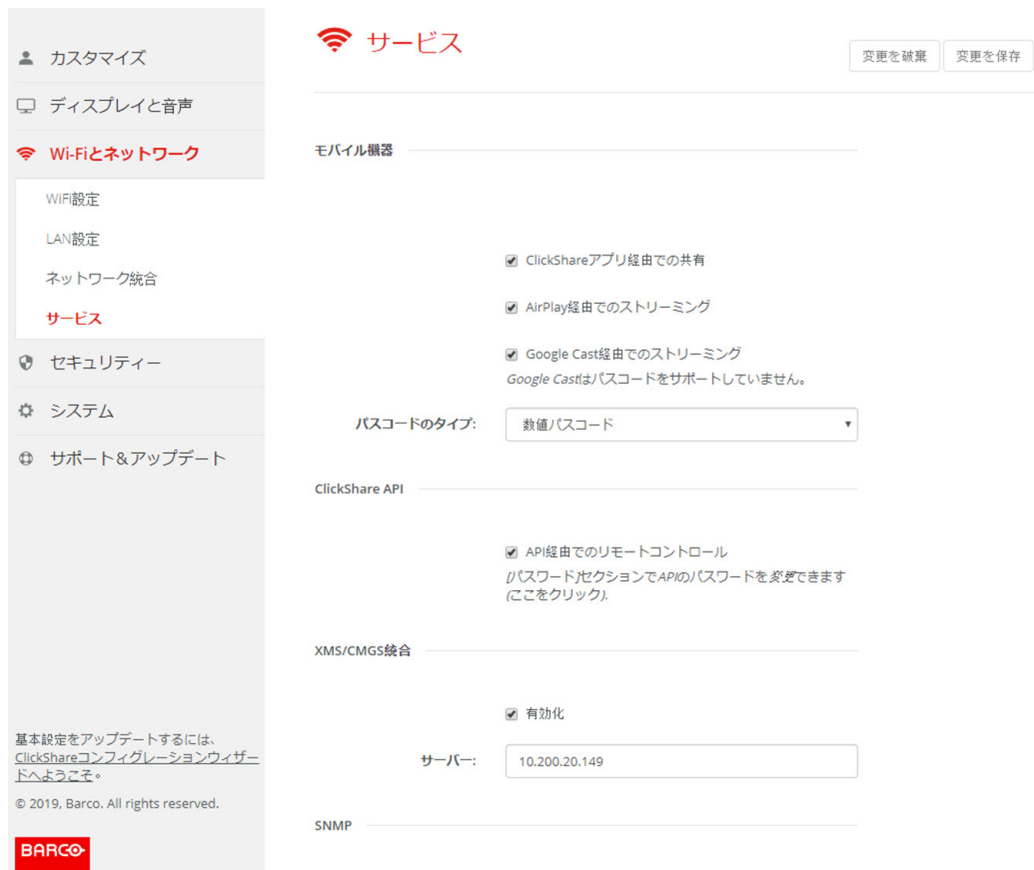 カスタマイズ
ディスプレイと音声
Wi-Fiとネットワーク
WiFi設定
LAN設定
ネットワーク統合
サービス
セキュリティー
システム
サポート＆アップデート
基本設定をアップデートするには、
ClickShareコンフィグレーションウィザー
ドへようこそ。
© 2019, Barco. All rights reserved.
BARCO
サービス
変更を破棄
変更を保存
モバイル機器
ClickShareアプリ経由での共有
AirPlay経由でのストリーミング
Google Cast経由でのストリーミング
Google Castはパスコードをサポートしていません。
パスコードのタイプ: 数値パスコード
ClickShare API
API経由でのリモートコントロール
[パスワード]セクションでAPIのパスワードを変更できます
(ここをクリック).
XMS/CMGS統合
有効化
サーバー: 10.200.20.149
SNMP